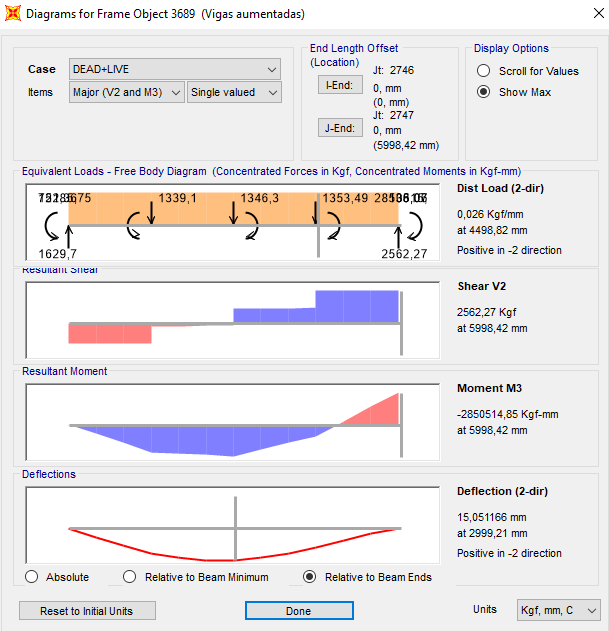 Diagrams for Frame Object 3689 (Vigas aumentadas)
Case DEAD+LIVE
Items Major (V2 and M3) Single valued
End Length Offset
(Location)
I-End:
Jt: 2746
0, mm
(0, mm)
J-End:
Jt: 2747
0, mm
(5998,42 mm)
Display Options
Scroll for Values
Show Max
Equivalent Loads - Free Body Diagram (Concentrated Forces in Kgf, Concentrated Moments in Kgf-mm)
1339,1 1346,3 1353,49
1629,7 2562,27
Dist Load (2-dir)
0,026 Kgf/mm
at 4498,82 mm
Positive in -2 direction
Resultant Shear
Shear V2
2562,27 Kgf
at 5998,42 mm
Resultant Moment
Moment M3
-2850514,85 Kgf-mm
at 5998,42 mm
Deflections
Deflection (2-dir)
15,051166 mm
at 2999,21 mm
Positive in -2 direction
Absolute Relative to Beam Minimum Relative to Beam Ends
Reset to Initial Units Done Units Kgf, mm, C